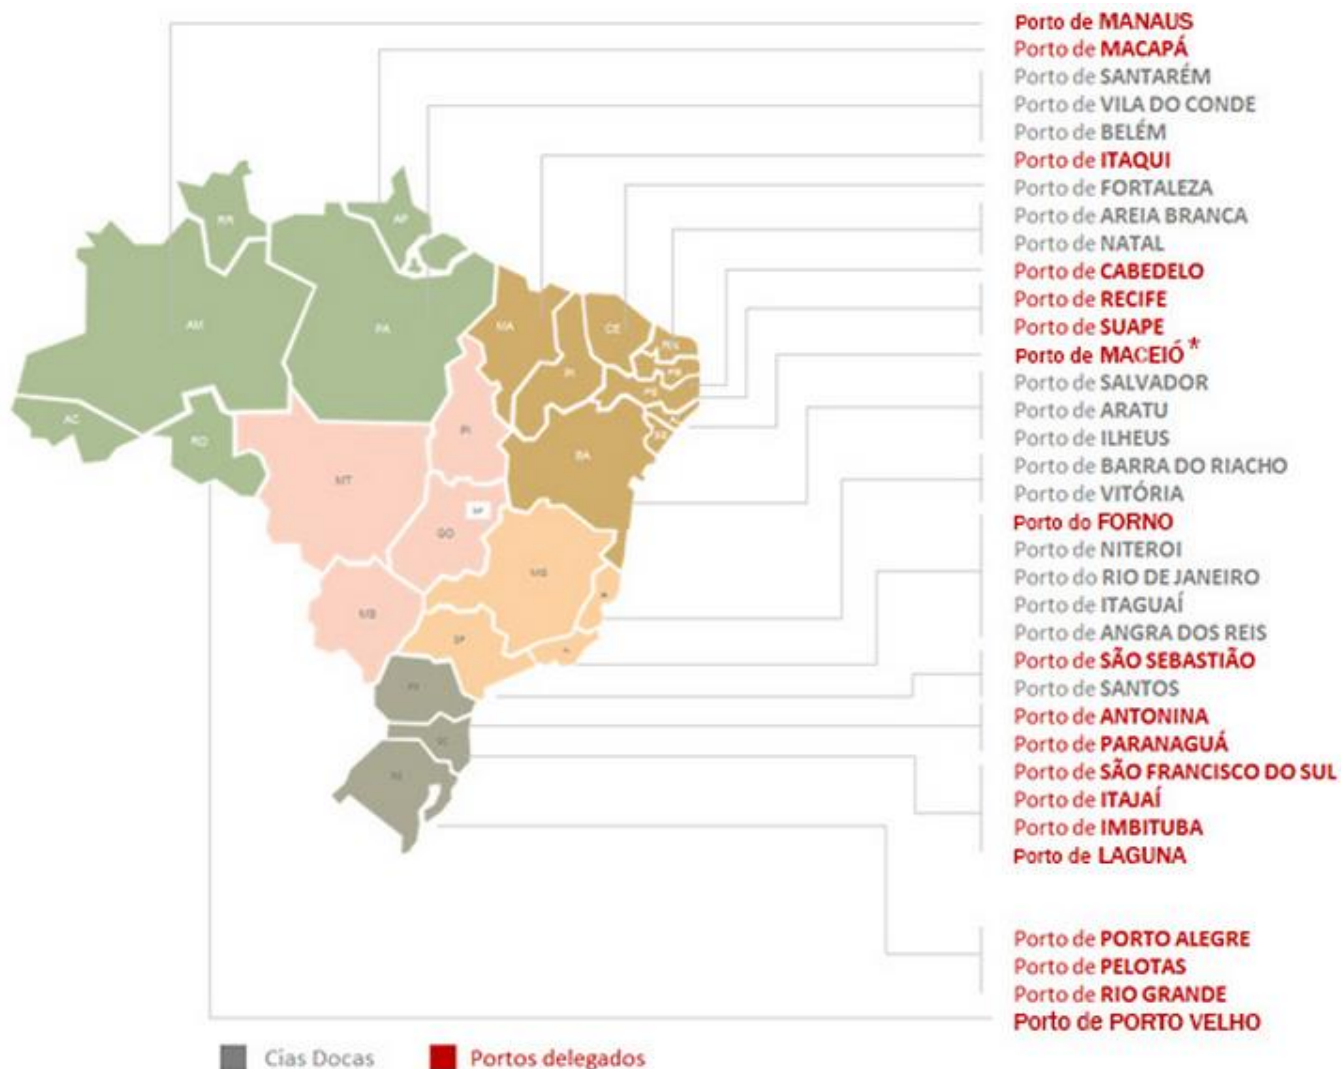 Porto de MANAUS
Porto de MACAPÁ
Porto de SANTARÉM
Porto de VILA DO CONDE
Porto de BELÉM
Porto de ITAQUI
Porto de FORTALEZA
Porto de AREIA BRANCA
Porto de NATAL
Porto de CABEDELO
Porto de RECIFE
Porto de SUAPE
Porto de MACEIÓ *
Porto de SALVADOR
Porto de ARATU
Porto de ILHEUS
Porto de BARRA DO RIACHO
Porto de VITÓRIA
Porto do FORNO
Porto de NITEROI
Porto do RIO DE JANEIRO
Porto de ITAGUAÍ
Porto de ANGRA DOS REIS
Porto de SÃO SEBASTIÃO
Porto de SANTOS
Porto de ANTONINA
Porto de PARANAGUÁ
Porto de SÃO FRANCISCO DO SUL
Porto de ITAJAÍ
Porto de IMBITUBA
Porto de LAGUNA
Porto de PORTO ALEGRE
Porto de PELOTAS
Porto de RIO GRANDE
Porto de PORTO VELHO
RR
AP
AM
PA
MA
CE
AC
RO
MT
BA
GO
MG
SP
Cias Docas
Portos delegados